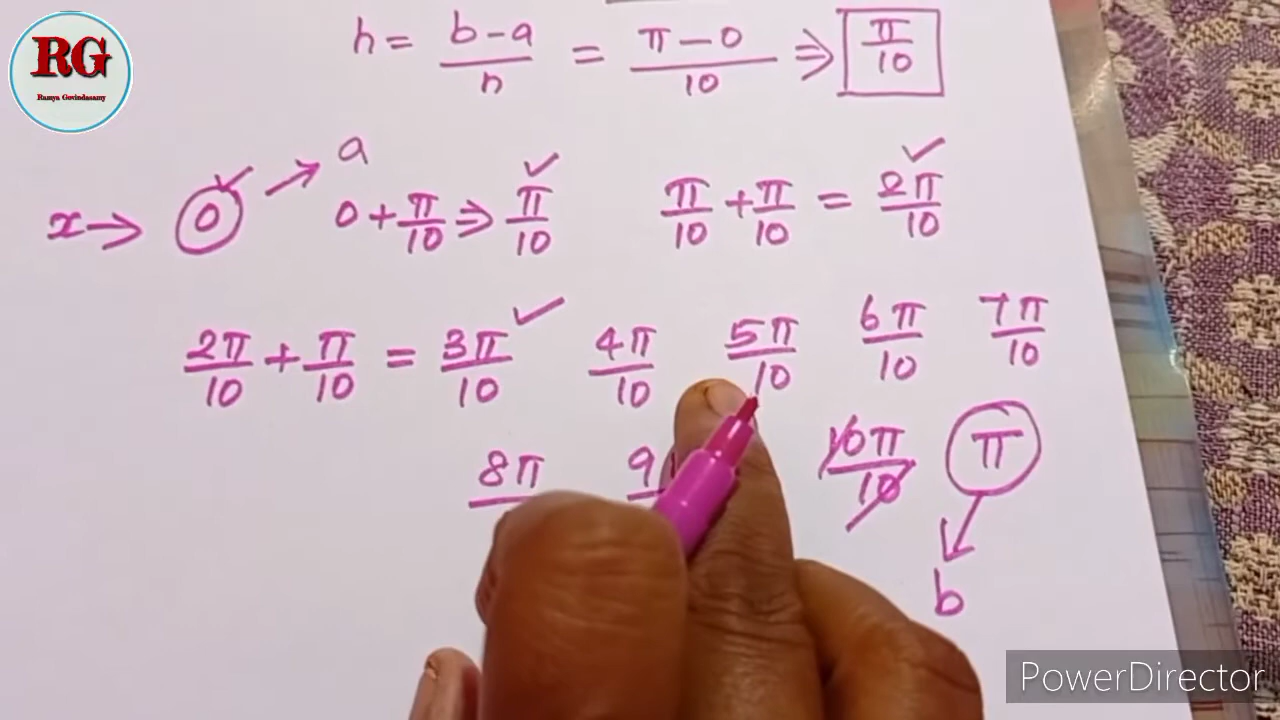 RG
Ramya Govindasamy
h = b-a/n = π-0/10 ⇒ π/10
a
x → 0 ✓ 0 + π/10 ⇒ π/10 ✓ π/10 + π/10 = 2π/10 ✓
2π/10 + π/10 = 3π/10 ✓ 4π/10 5π/10 6π/10 7π/10
8π 9 10π/10 π
b
PowerDirector